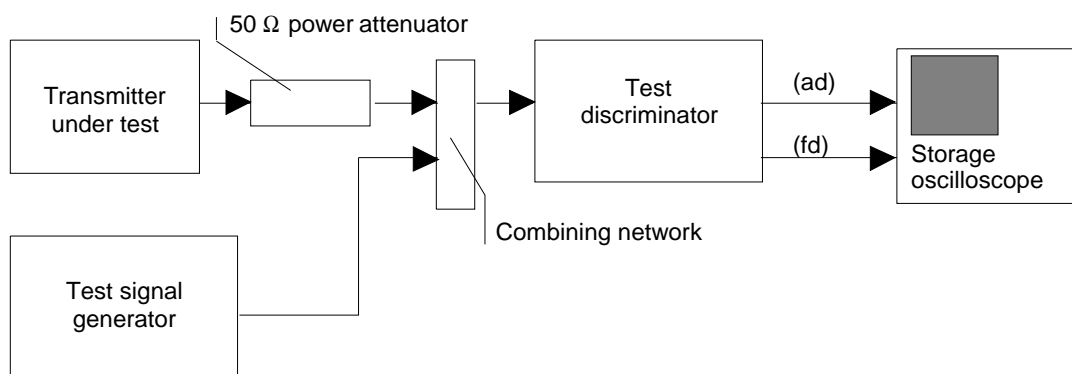 50 Ω power attenuator
Transmitter
under test
Test
discriminator
(ad)
(fd)
Storage
oscilloscope
Combining network
Test signal
generator